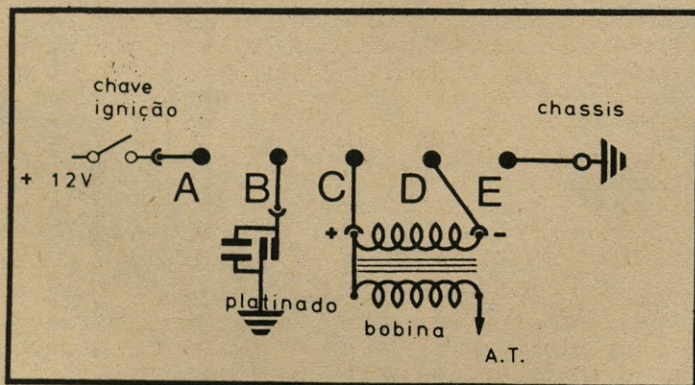 chave
ignição
chassis
+ 12V
A B C D E
+ -
platinado
bobina
A.T.